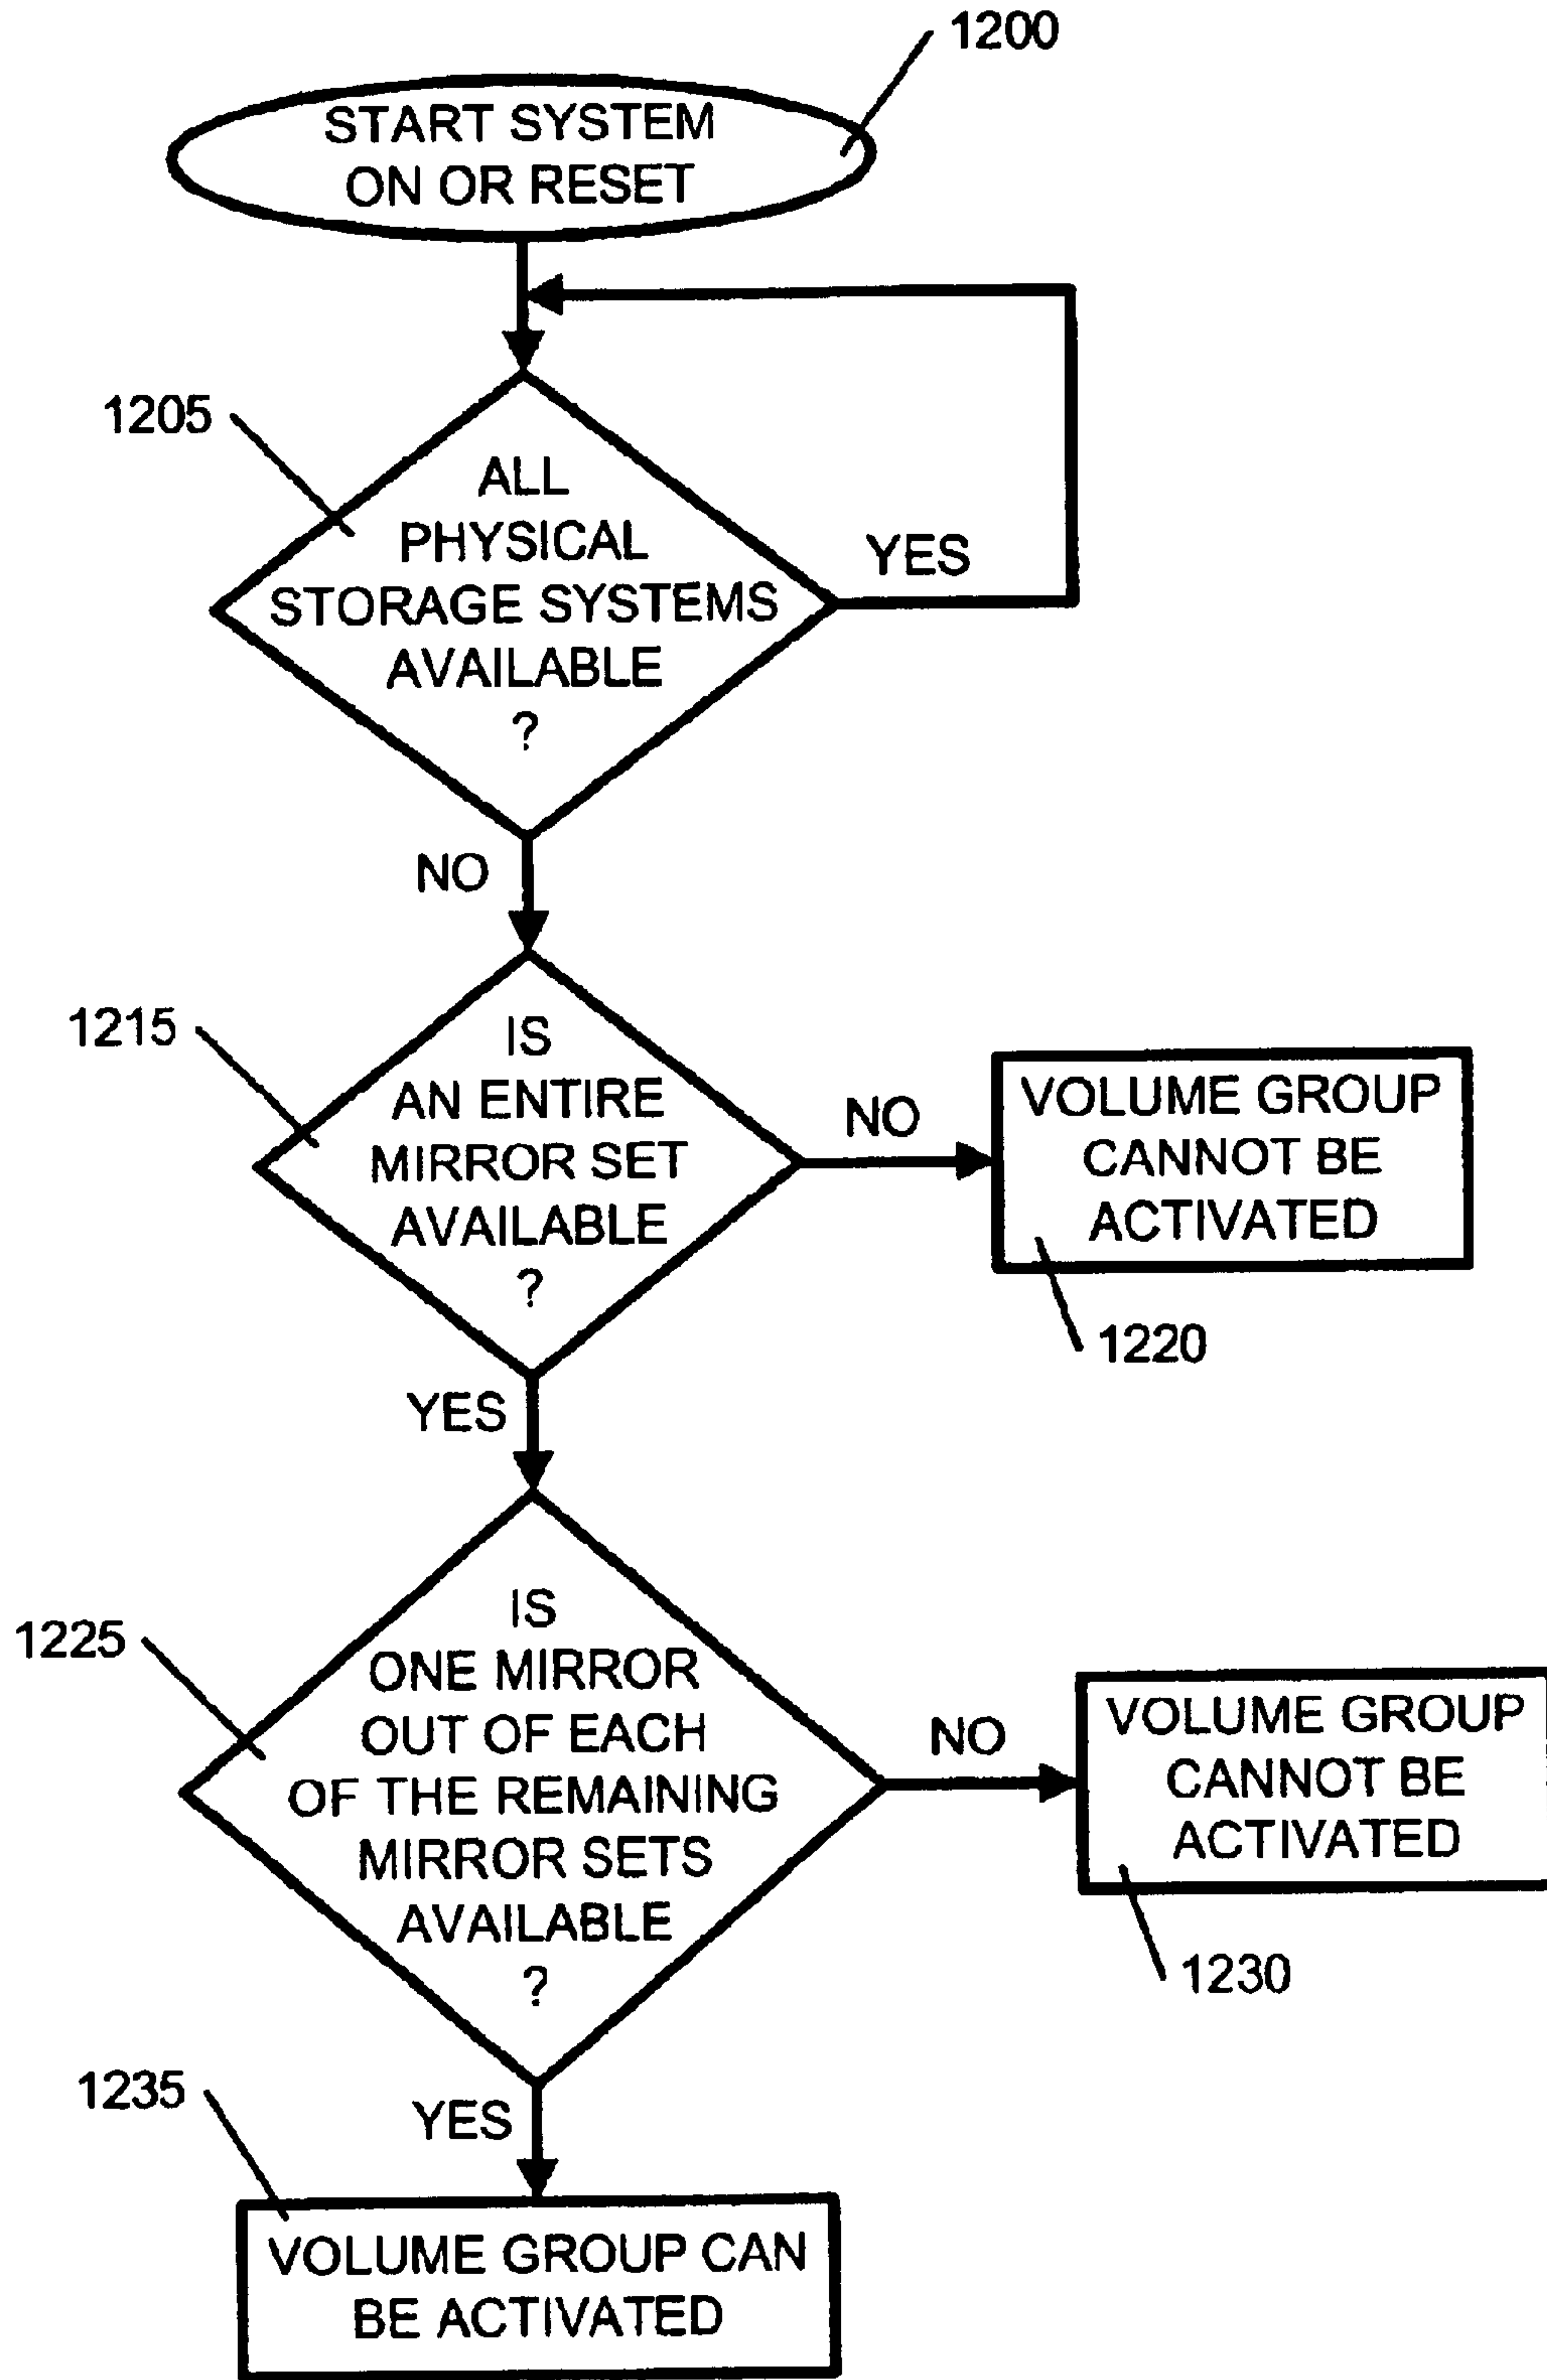 1200
START SYSTEM
ON OR RESET
1205
ALL
PHYSICAL
STORAGE SYSTEMS
AVAILABLE
?
YES
NO
1215
IS
AN ENTIRE
MIRROR SET
AVAILABLE
?
NO
VOLUME GROUP
CANNOT BE
ACTIVATED
1220
YES
1225
IS
ONE MIRROR
OUT OF EACH
OF THE REMAINING
MIRROR SETS
AVAILABLE
?
NO
VOLUME GROUP
CANNOT BE
ACTIVATED
1230
1235
YES
VOLUME GROUP CAN
BE ACTIVATED